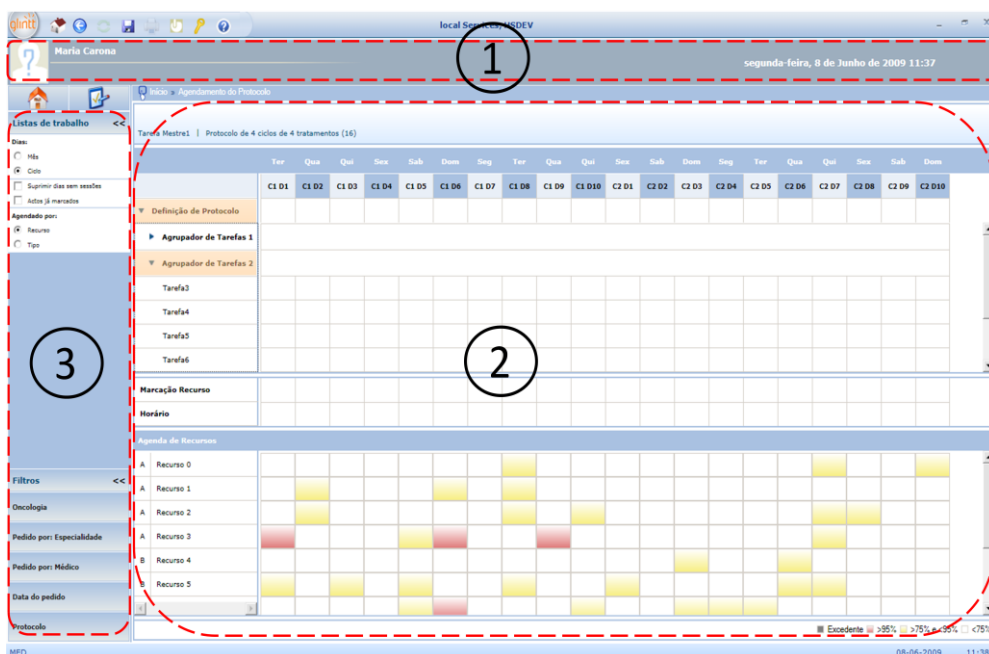 glintt
local Services/HSDEV
Maria Carona
1
segunda-feira, 8 de Junho de 2009 11:37
Início » Agendamento do Protocolo
Listas de trabalho <<
Dias:
Mês
Ciclo
Suprimir dias sem sessões
Actos já marcados
Agendado por:
Recurso
Tipo
3
Filtros <<
Oncologia
Pedido por: Especialidade
Pedido por: Médico
Data do pedido
Protocolo
Tarefa Mestre1 | Protocolo de 4 ciclos de 4 tratamentos (16)
Ter Qua Qui Sex Sab Dom Seg Ter Qua Qui Sex Sab Dom Seg Ter Qua Qui Sex Sab Dom
C1 D1 C1 D2 C1 D3 C1 D4 C1 D5 C1 D6 C1 D7 C1 D8 C1 D9 C1 D10 C2 D1 C2 D2 C2 D3 C2 D4 C2 D5 C2 D6 C2 D7 C2 D8 C2 D9 C2 D10
Definição de Protocolo
Agrupador de Tarefas 1
Agrupador de Tarefas 2
Tarefa3
Tarefa4
Tarefa5
Tarefa6
2
Marcação Recurso
Horário
Agenda de Recursos
A Recurso 0
A Recurso 1
A Recurso 2
A Recurso 3
B Recurso 4
B Recurso 5
Excedente >95% >75% e <95% <75%
MED 08-06-2009 11:38